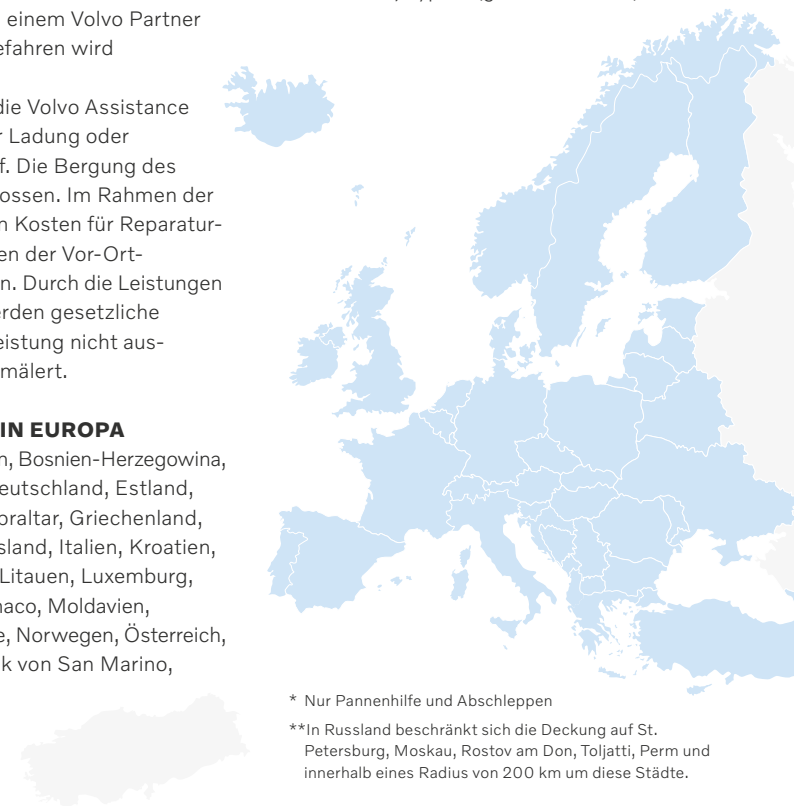 einem Volvo Partner
efahren wird
die Volvo Assistance
r Ladung oder
f. Die Bergung des
ossen. Im Rahmen der
n Kosten für Reparatur-
en der Vor-Ort-
n. Durch die Leistungen
erden gesetzliche
eistung nicht aus-
mälert.
IN EUROPA
n, Bosnien-Herzegowina,
eutschland, Estland,
braltar, Griechenland,
sland, Italien, Kroatien,
Litauen, Luxemburg,
naco, Moldavien,
e, Norwegen, Österreich,
k von San Marino,
* Nur Pannenhilfe und Abschleppen
**In Russland beschränkt sich die Deckung auf St.
Petersburg, Moskau, Rostov am Don, Toljatti, Perm und
innerhalb eines Radius von 200 km um diese Städte.